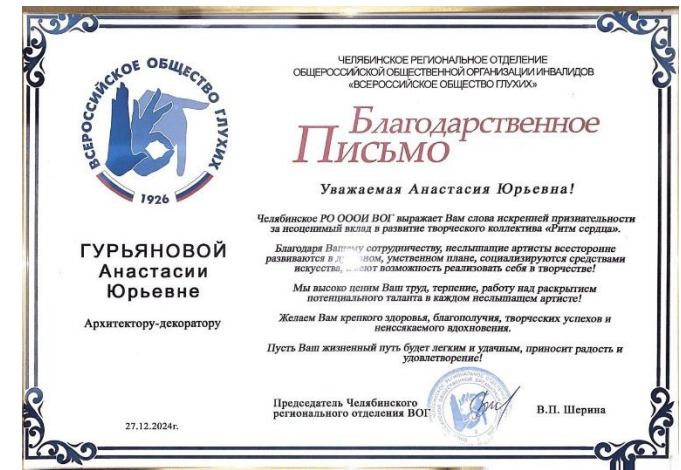 ВСЕРОССИЙСКОЕ ОБЩЕСТВО ГЛУХИХ
1926
ГУРЬЯНОВОЙ
Анастасии
Юрьевне
Архитектору-декоратору
27.12.2024г.
ЧЕЛЯБИНСКОЕ РЕГИОНАЛЬНОЕ ОТДЕЛЕНИЕ
ОБЩЕРОССИЙСКОЙ ОБЩЕСТВЕННОЙ ОРГАНИЗАЦИИ ИНВАЛИДОВ
«ВСЕРОССИЙСКОЕ ОБЩЕСТВО ГЛУХИХ»
Благодарственное
Письмо
Уважаемая Анастасия Юрьевна!
Челябинское РО ОООИ ВОГ выражает Вам слова искренней признательности
за неоценимый вклад в развитие творческого коллектива «Ритм сердца».
Благодаря Вашему сотрудничеству, неслышащие артисты всесторонне
развиваются в умственном плане, социализируются средствами
искусства, возможность реализовать себя в творчестве!
Мы высоко ценим Ваш труд, терпение, работу над раскрытием
потенциального таланта в каждом неслышащем артисте!
Желаем Вам крепкого здоровья, благополучия, творческих успехов и
неиссякаемого вдохновения.
Пусть Ваш жизненный путь будет легким и удачным, приносит радость и
удовлетворение!
Председатель Челябинского
регионального отделения ВОГ
В.П. Шерина